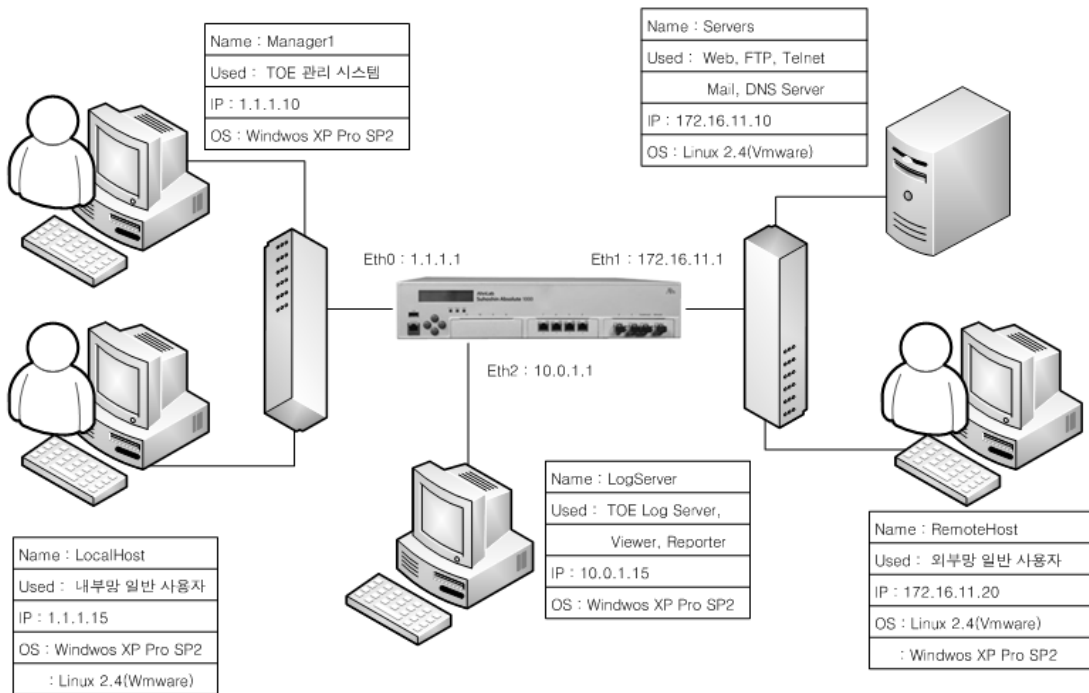 Name : Manager1
Used : TOE 관리 시스템
IP : 1.1.1.10
OS : Windwos XP Pro SP2
Name : Servers
Used : Web, FTP, Telnet
Mail, DNS Server
IP : 172.16.11.10
OS : Linux 2.4(Vmware)
Eth0 : 1.1.1.1
Eth1 : 172.16.11.1
Eth2 : 10.0.1.1
Name : LogServer
Used : TOE Log Server,
Viewer, Reporter
IP : 10.0.1.15
OS : Windwos XP Pro SP2
Name : LocalHost
Used : 내부망 일반 사용자
IP : 1.1.1.15
OS : Windwos XP Pro SP2
: Linux 2.4(Wmware)
Name : RemoteHost
Used : 외부망 일반 사용자
IP : 172.16.11.20
OS : Linux 2.4(Vmware)
: Windwos XP Pro SP2